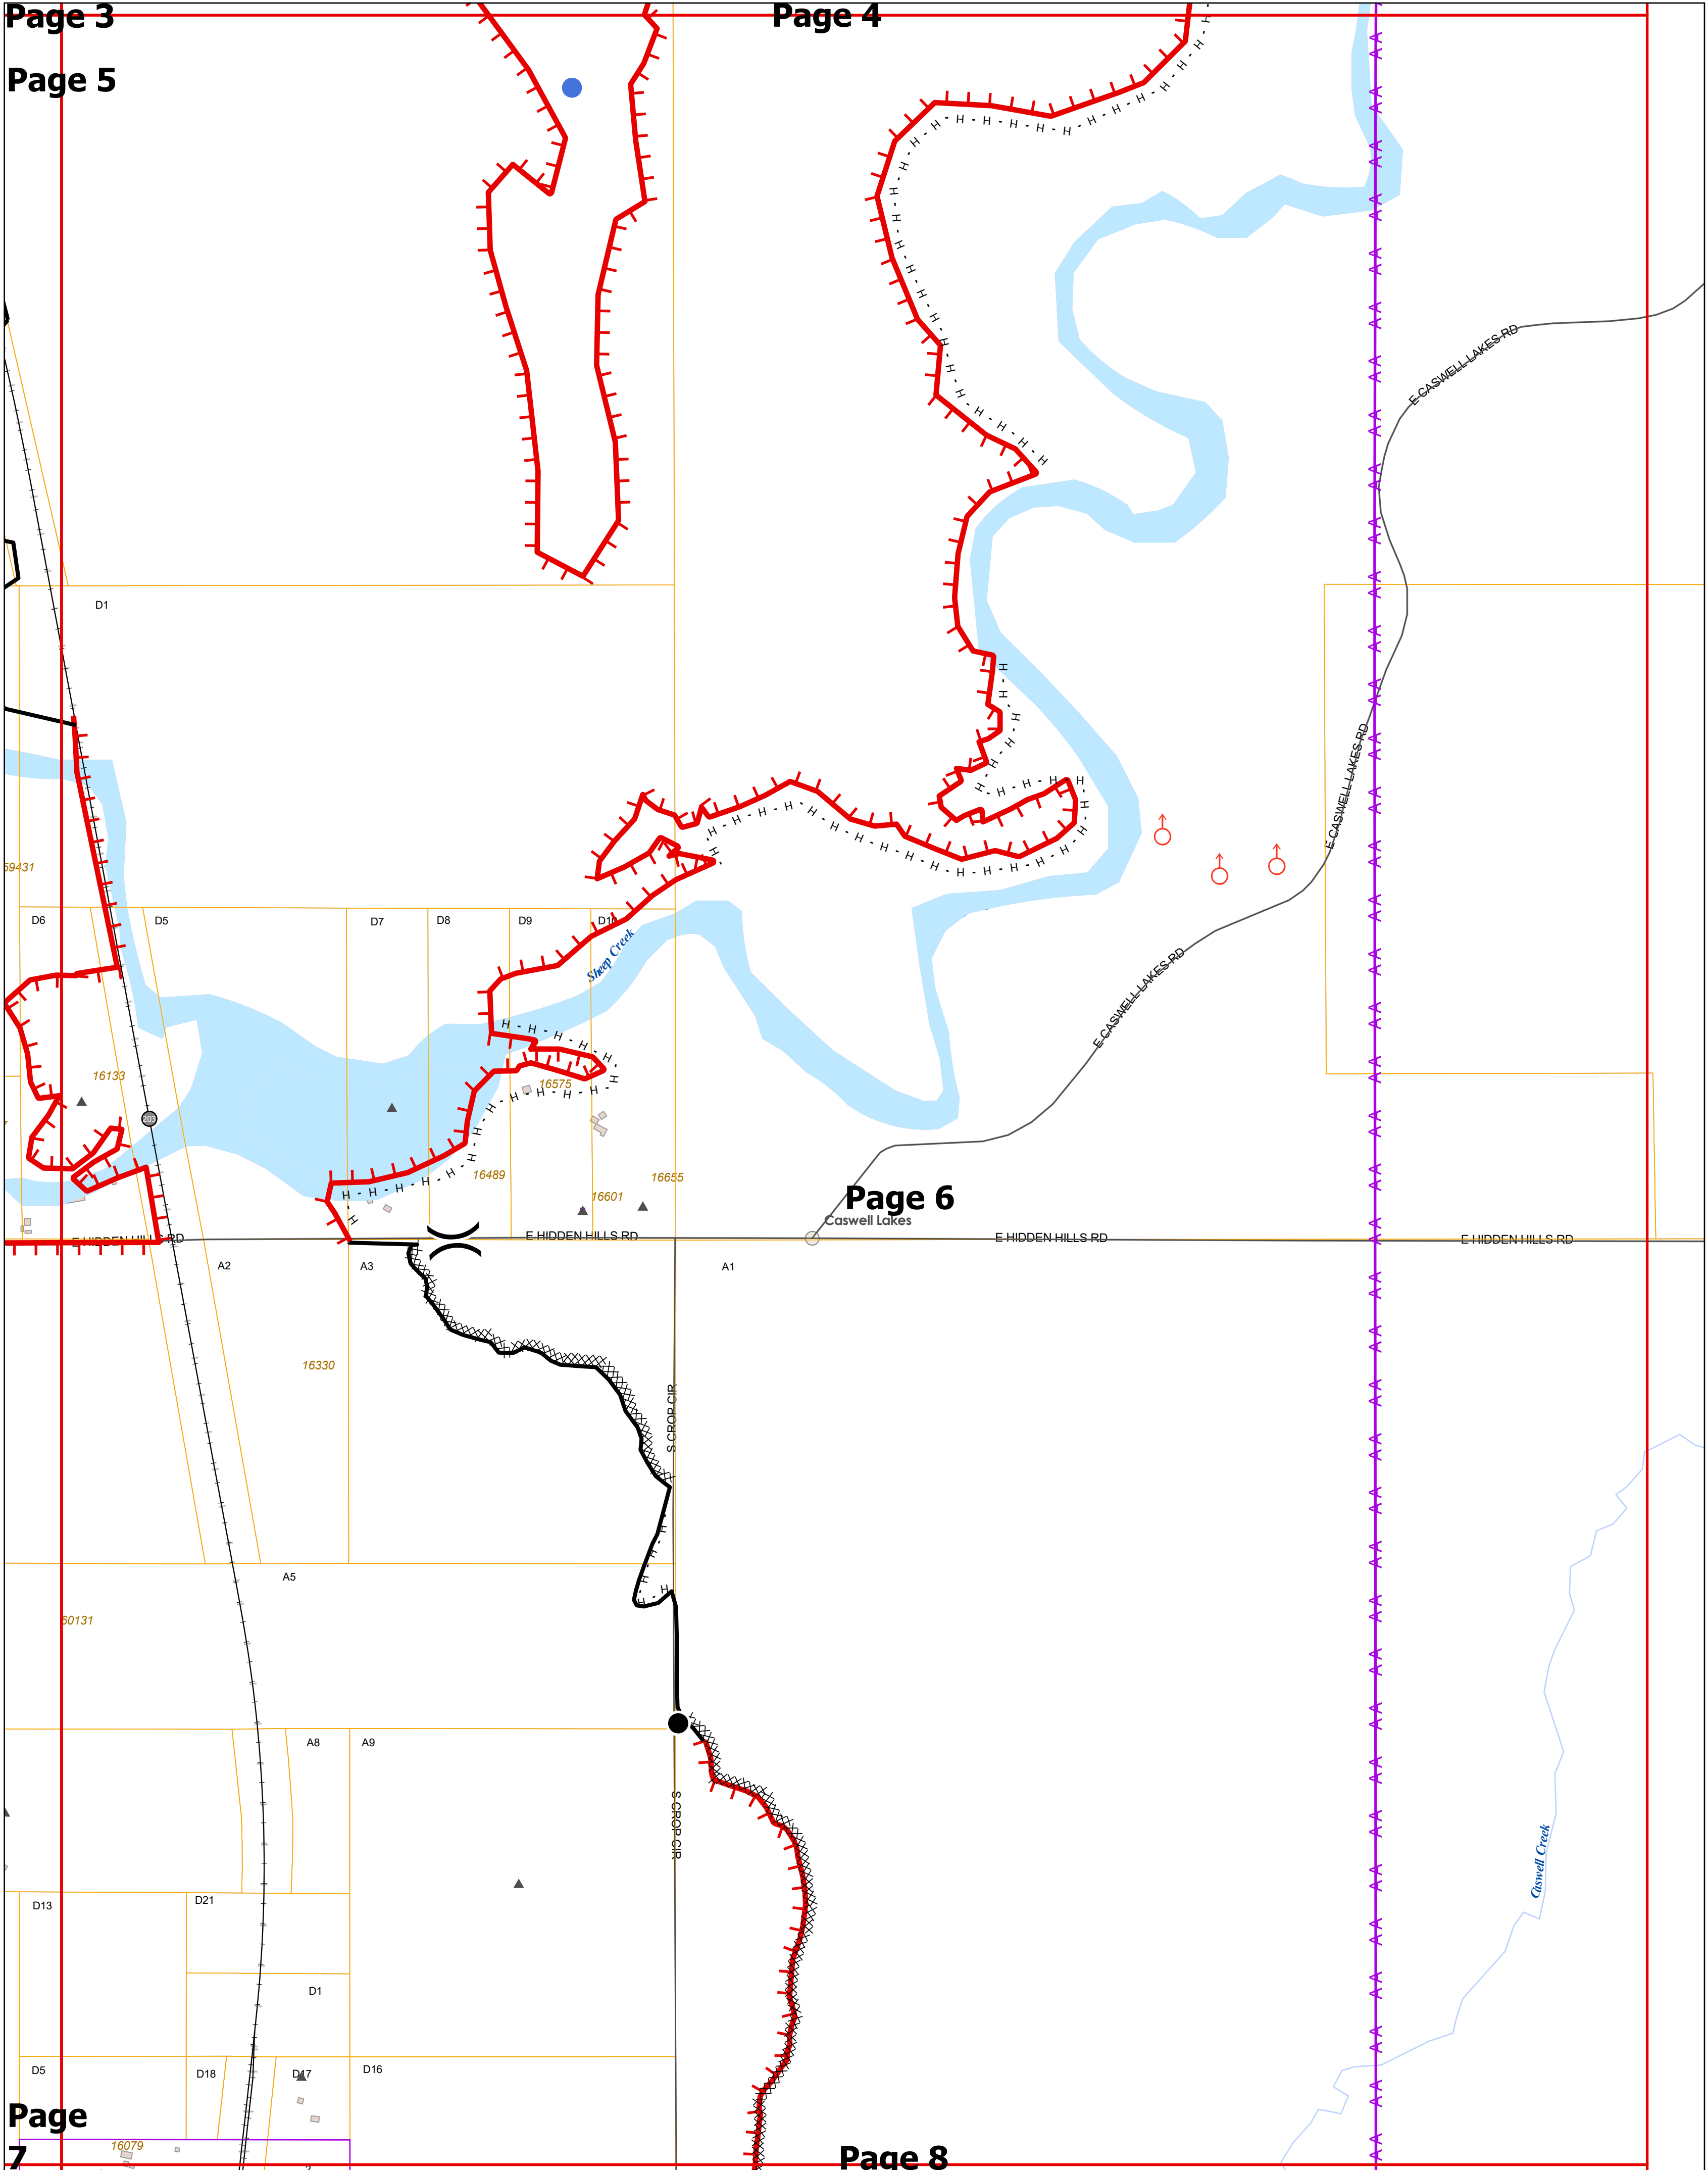 Page 3
Page 4
Page 5
E CASWELL LAKES RD
D1
E CASWELL LAKES RD
59431
D6
D5
D7
D8
D9
D10
Sheep Creek
E CASWELL LAKES RD
16133
16575
203
16489
16655
16601
Page 6
Caswell Lakes
E HIDDEN HILLS RD
E HIDDEN HILLS RD
E HIDDEN HILLS RD
E HIDDEN HILLS RD
A2
A3
A1
16330
S CROP CIR
A5
60131
A8
A9
S CROP CIR
Caswell Creek
D13
D21
D1
D5
D18
D17
D16
Page
7
16079
Page 8